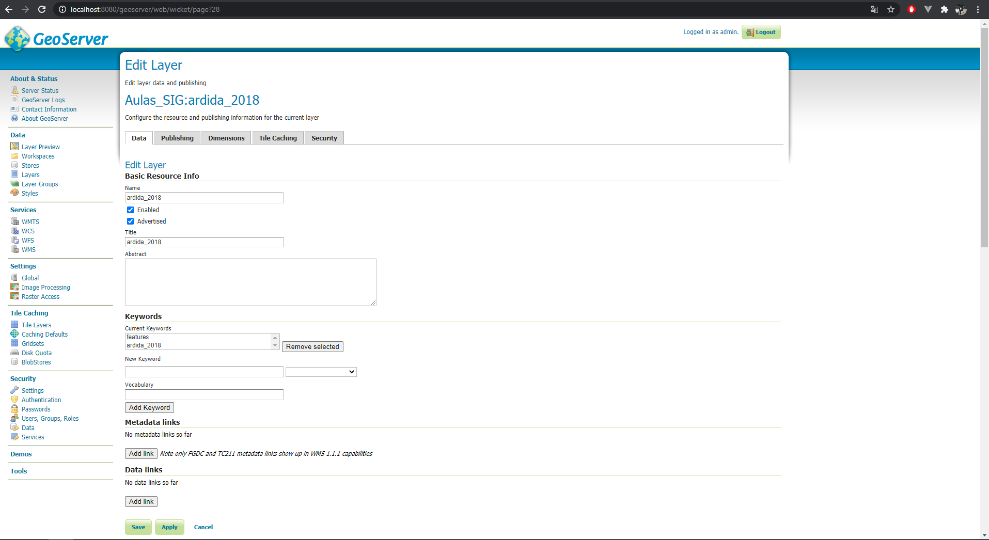 localhost:8080/geoserver/web/wicket/page?28
GeoServer
Logged in as admin.
Logout
About & Status
Server Status
GeoServer Logs
Contact Information
About GeoServer
Data
Layer Preview
Workspaces
Stores
Layers
Layer Groups
Styles
Services
WMTS
WCS
WFS
WMS
Settings
Global
Image Processing
Raster Access
Tile Caching
Tile Layers
Caching Defaults
Gridsets
Disk Quota
BlobStores
Security
Settings
Authentication
Passwords
Users, Groups, Roles
Data
Services
Demos
Tools
Edit Layer
Edit layer data and publishing
Aulas_SIG:ardida_2018
Configure the resource and publishing information for the current layer
Data Publishing Dimensions Tile Caching Security
Edit Layer
Basic Resource Info
Name
ardida_2018
Enabled
Advertised
Title
ardida_2018
Abstract
Keywords
Current Keywords
features
ardida_2018
Remove selected
New Keyword
Vocabulary
Add Keyword
Metadata links
No metadata links so far
Add link Note only FGDC and TC211 metadata links show up in WMS 1.1.1 capabilities
Data links
No data links so far
Add link
Save Apply Cancel